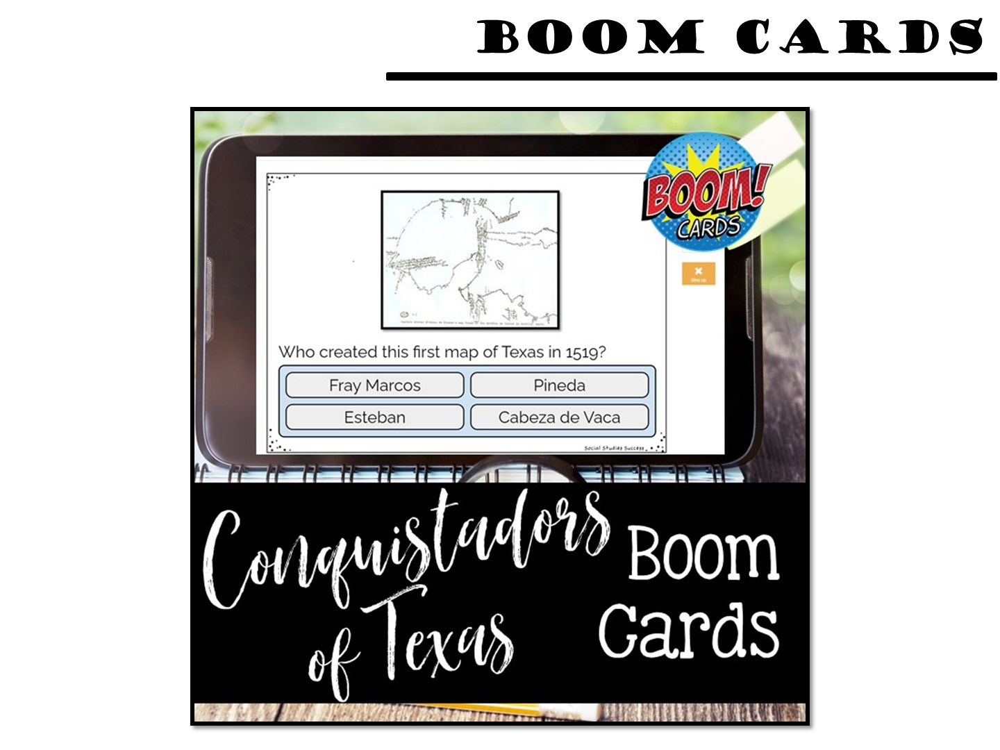 BOOM CARDS
BOOM!
CARDS
Give up
Who created this first map of Texas in 1519?
Fray Marcos
Pineda
Esteban
Cabeza de Vaca
Social Studies Success
Conquistadors
of Texas
Boom
Cards